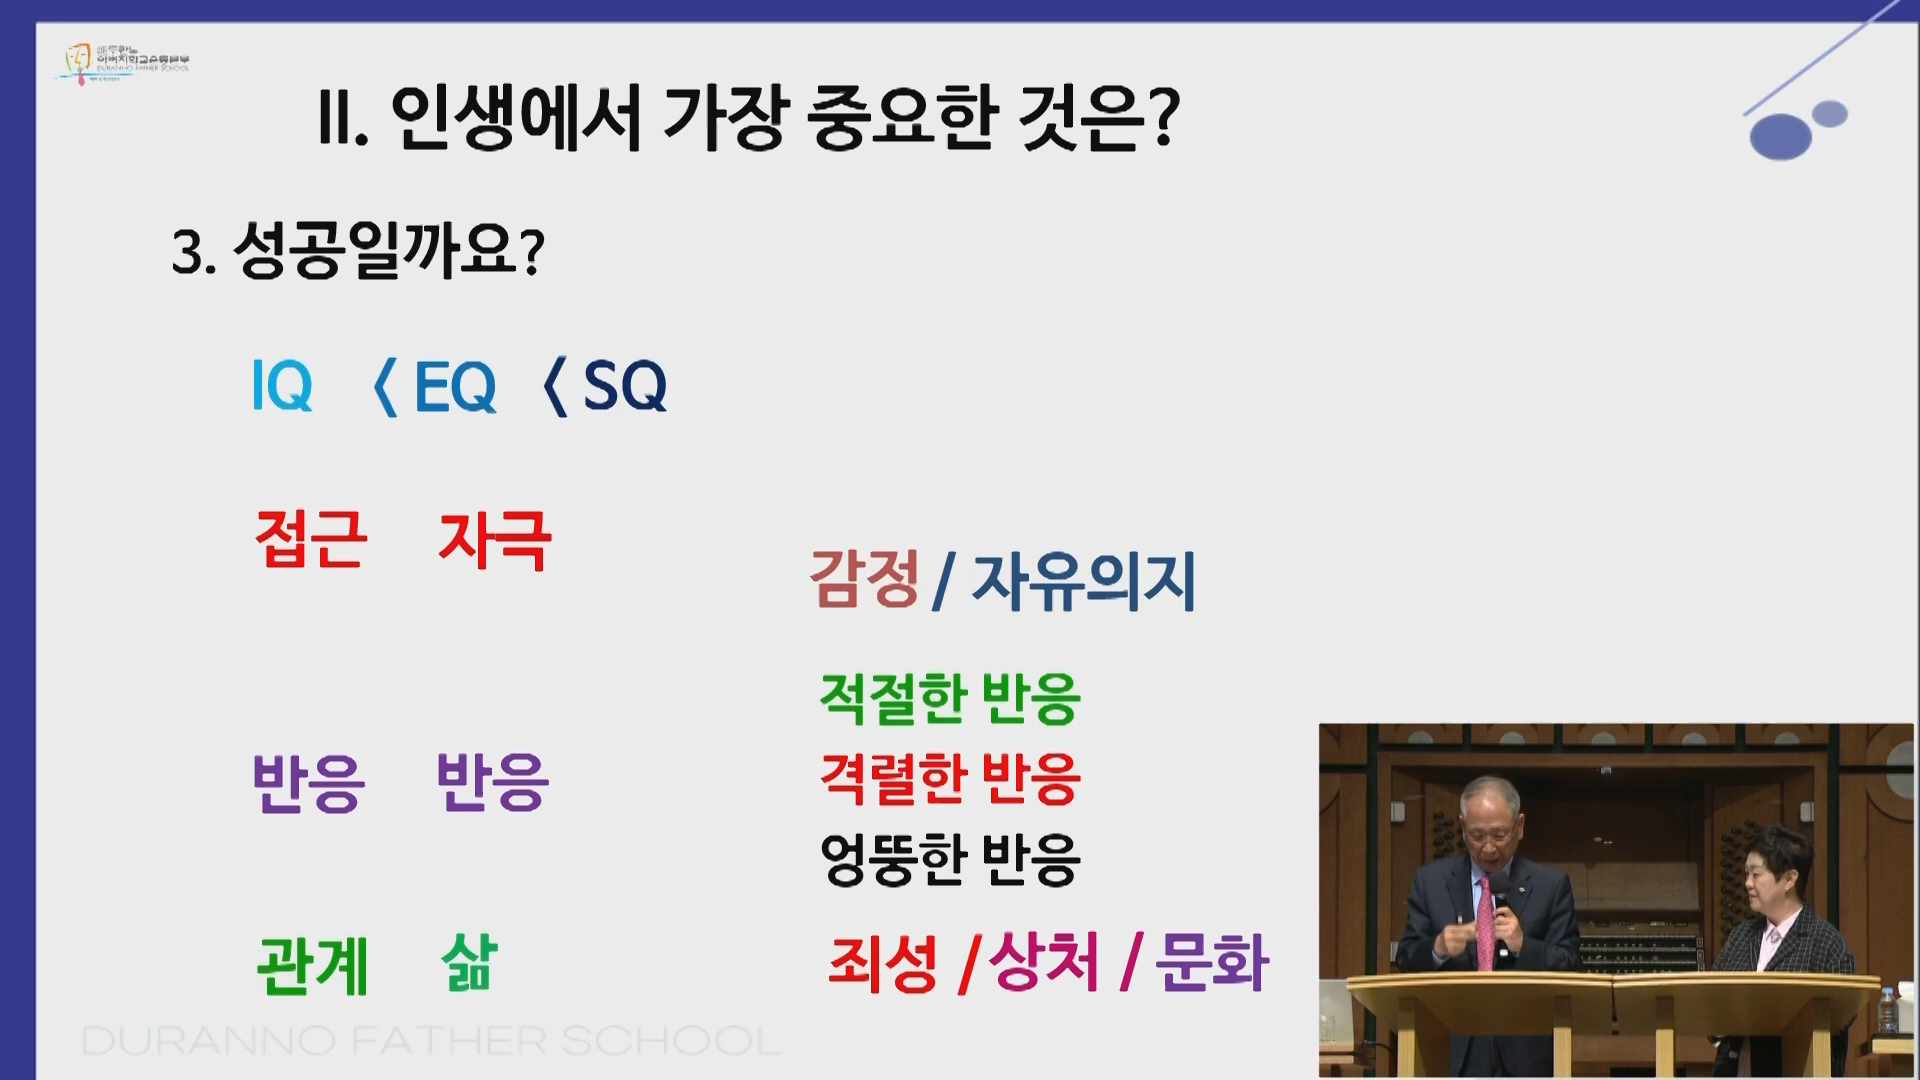 DURANNO FATHER SCHOOL
II. 인생에서 가장 중요한 것은?
3. 성공일까요?
IQ < EQ < SQ
접근 자극
감정 / 자유의지
적절한 반응
반응 반응
격렬한 반응
엉뚱한 반응
관계 삶
죄성 / 상처 / 문화
DURANNO FATHER SCHOOL